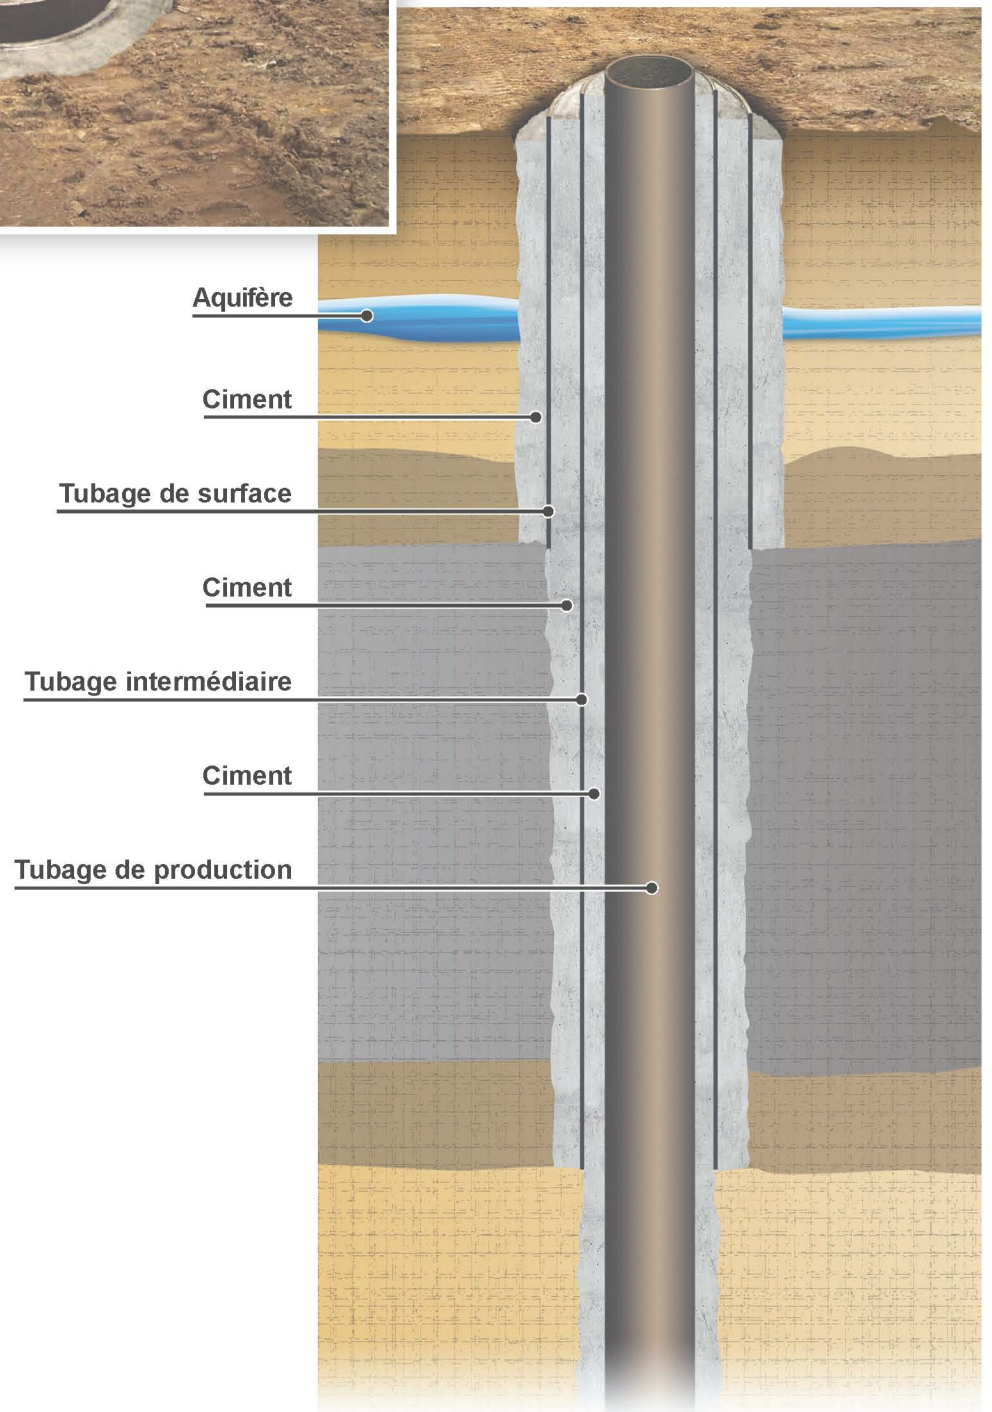 Aquifère
Ciment
Tubage de surface
Ciment
Tubage intermédiaire
Ciment
Tubage de production